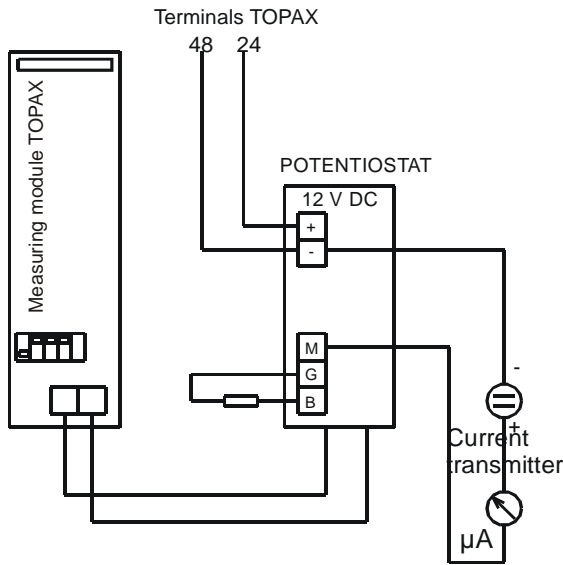 Terminals TOPAX
48 24
Measuring module TOPAX
POTENTIOSTAT
12 V DC
+
-
M
G
B
-
+
Current
transmitter
µA